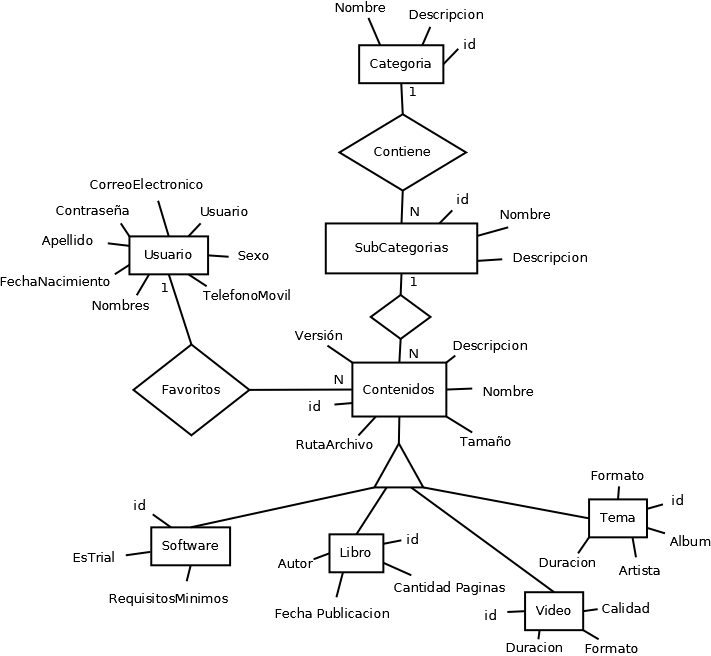 Nombre
Descripcion
id
Categoria
1
Contiene
N
id
Nombre
SubCategorias
Descripcion
1
CorreoElectronico
Contraseña
Usuario
Apellido
Usuario
Sexo
FechaNacimiento
Nombres
1
TelefonoMovil
Favoritos
N
Versión
N
Descripcion
Contenidos
Nombre
id
RutaArchivo
Tamaño
id
Software
EsTrial
RequisitosMinimos
Libro
id
Autor
Cantidad Paginas
Fecha Publicacion
Formato
id
Tema
Album
Duracion
Artista
id
Video
Calidad
Duracion
Formato